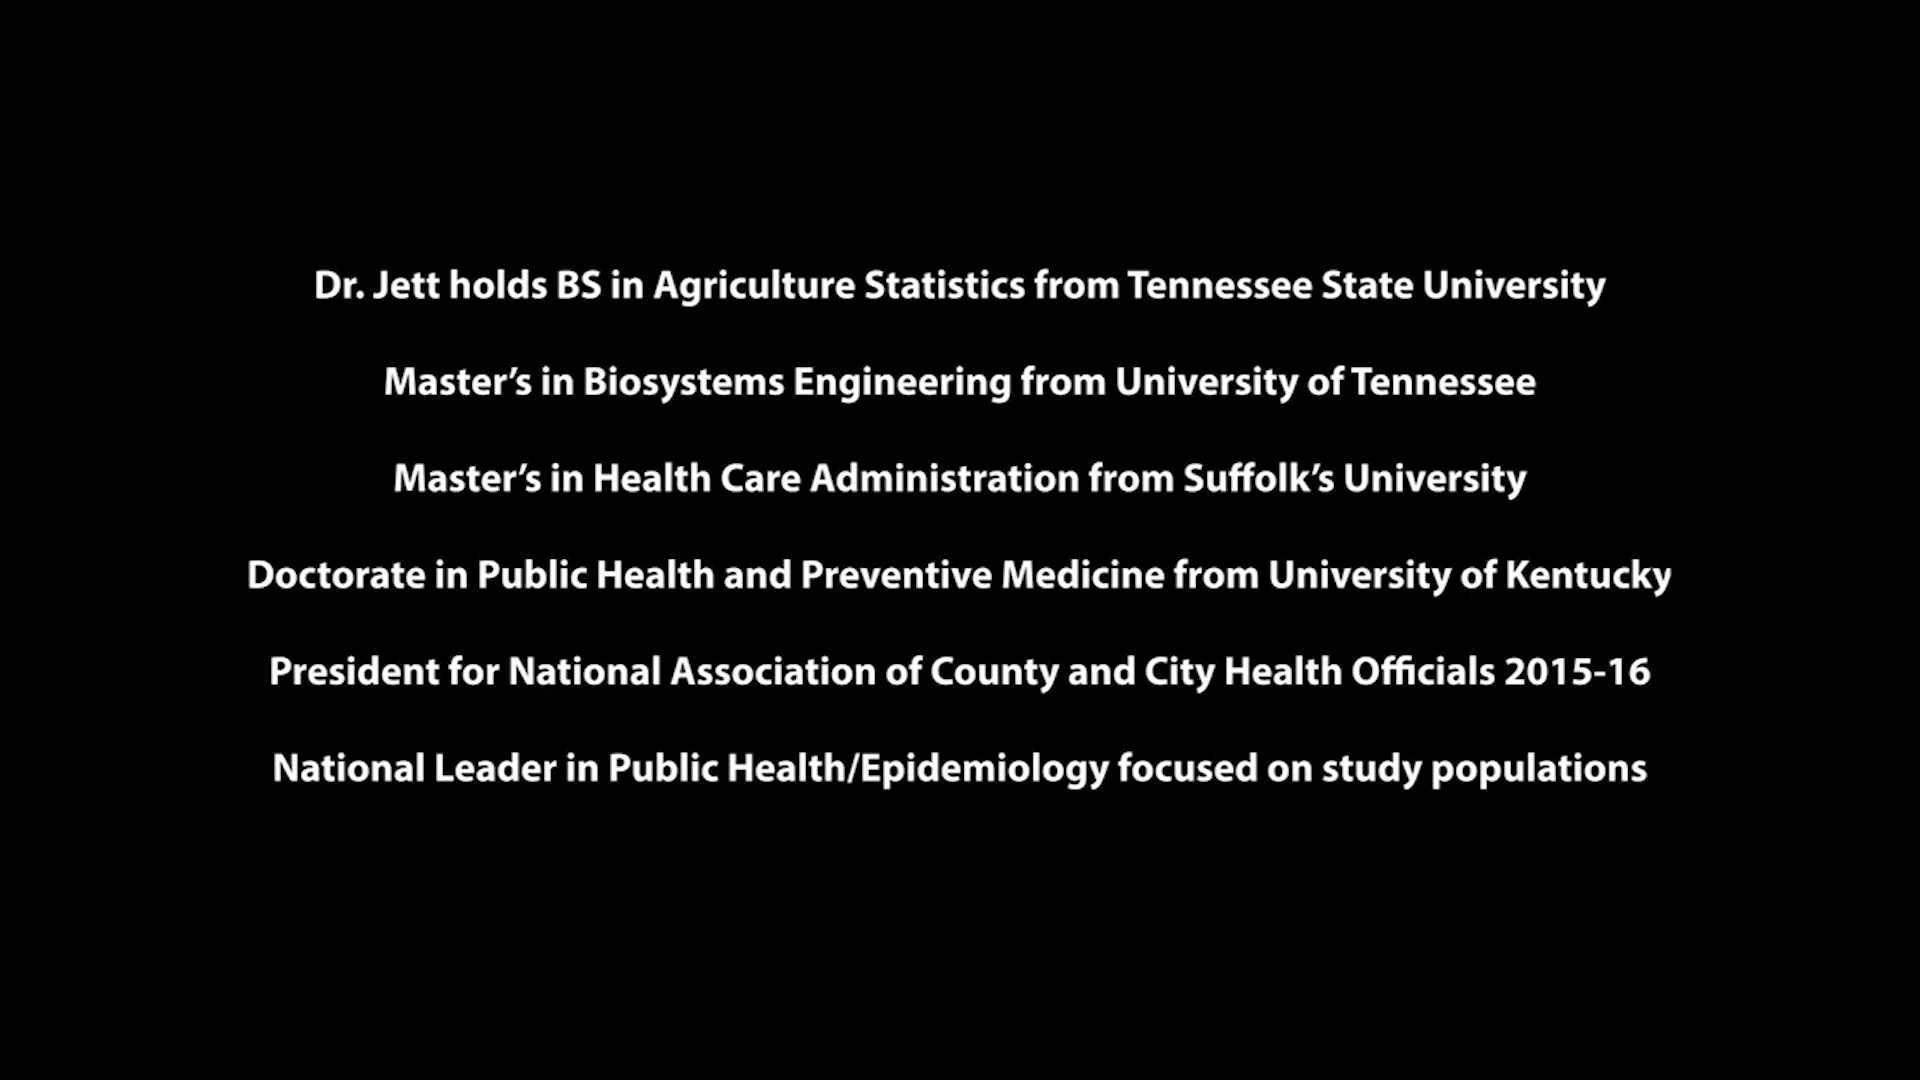 Dr. Jett holds BS in Agriculture Statistics from Tennessee State University
Master’s in Biosystems Engineering from University of Tennessee
Master’s in Health Care Administration from Suffolk’s University
Doctorate in Public Health and Preventive Medicine from University of Kentucky
President for National Association of County and City Health Officials 2015-16
National Leader in Public Health/Epidemiology focused on study populations